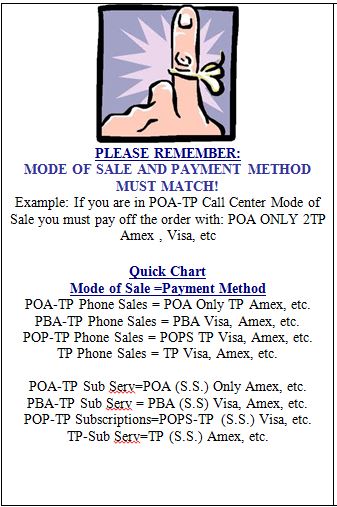 PLEASE REMEMBER:
MODE OF SALE AND PAYMENT METHOD
MUST MATCH!
Example: If you are in POA-TP Call Center Mode of
Sale you must pay off the order with: POA ONLY 2TP
Amex , Visa, etc
Quick Chart
Mode of Sale =Payment Method
POA-TP Phone Sales = POA Only TP Amex, etc.
PBA-TP Phone Sales = PBA Visa, Amex, etc.
POP-TP Phone Sales = POPS TP Visa, Amex, etc.
TP Phone Sales = TP Visa, Amex, etc.
POA-TP Sub Serv=POA (S.S.) Only Amex, etc.
PBA-TP Sub Serv = PBA (S.S) Visa, Amex, etc.
POP-TP Subscriptions=POPS-TP (S.S.) Visa, etc.
TP-Sub Serv=TP (S.S.) Amex, etc.